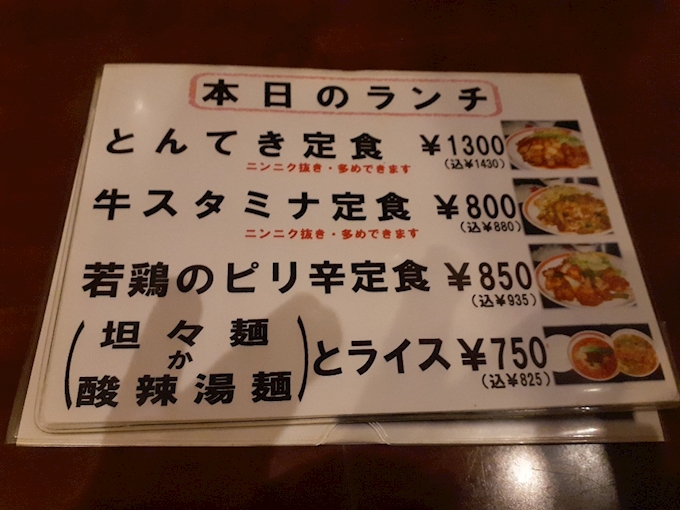 本日のランチ
とんてき定食 ¥1300
ニンニク抜き・多めできます (込¥1430)
牛スタミナ定食 ¥800
ニンニク抜き・多めできます (込¥880)
若鶏のピリ辛定食 ¥850
(込¥935)
(坦々麺
か
酸辣湯麺)とライス ¥750
(込¥825)